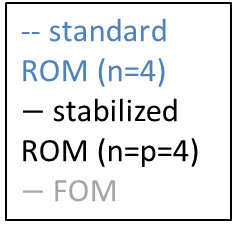 -- standard
ROM (n=4)
— stabilized
ROM (n=p=4)
— FOM